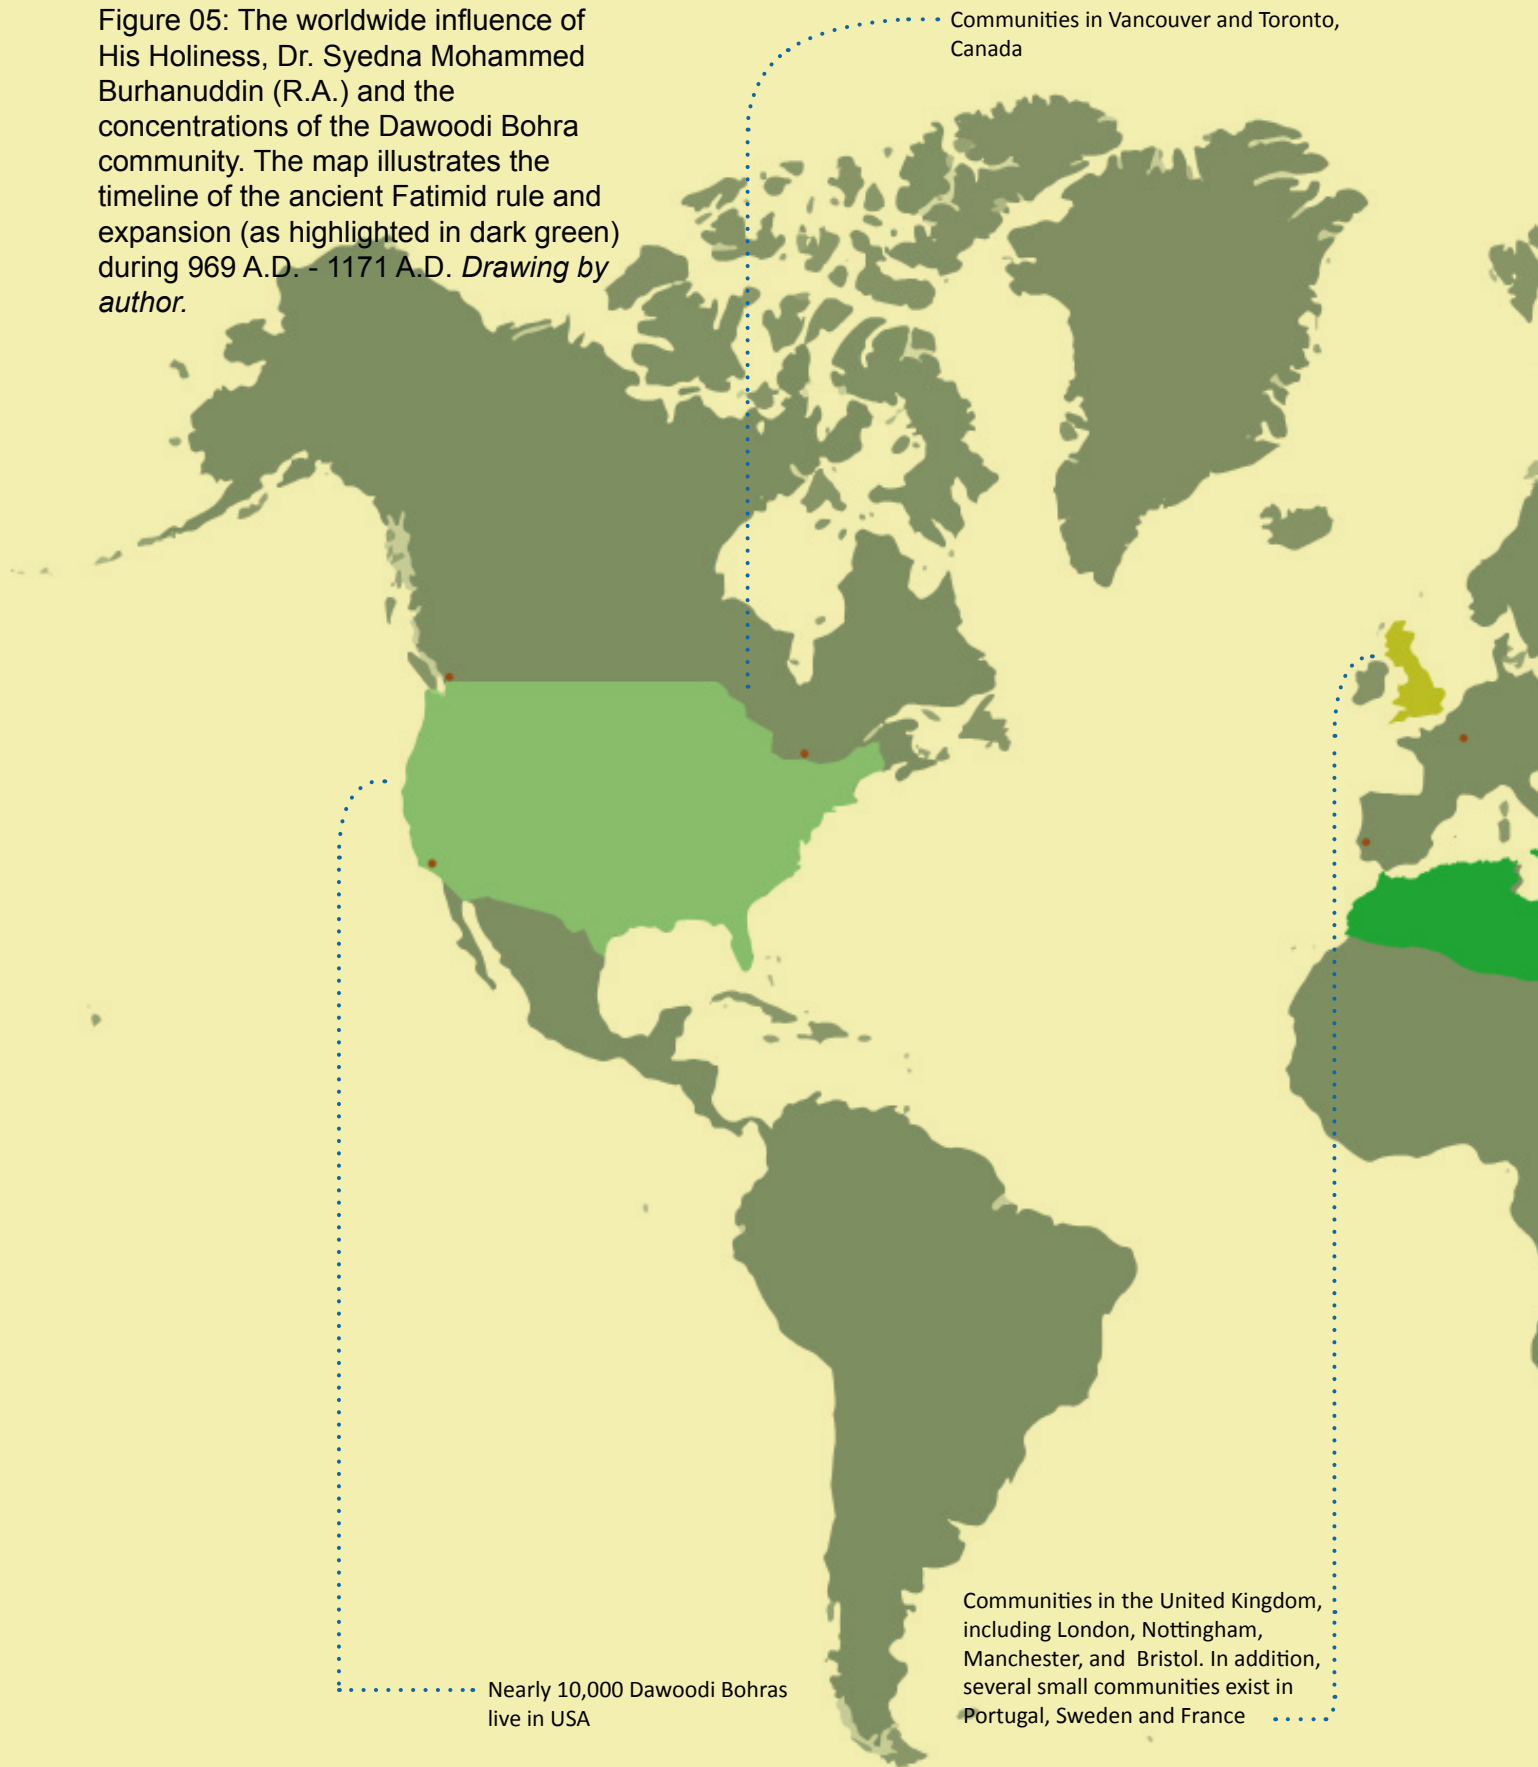 Figure 05: The worldwide influence of
His Holiness, Dr. Syedna Mohammed
Burhanuddin (R.A.) and the
concentrations of the Dawoodi Bohra
community. The map illustrates the
timeline of the ancient Fatimid rule and
expansion (as highlighted in dark green)
during 969 A.D. - 1171 A.D. Drawing by
author.
Communities in Vancouver and Toronto,
Canada
Nearly 10,000 Dawoodi Bohras
live in USA
Communities in the United Kingdom,
including London, Nottingham,
Manchester, and Bristol. In addition,
several small communities exist in
Portugal, Sweden and France